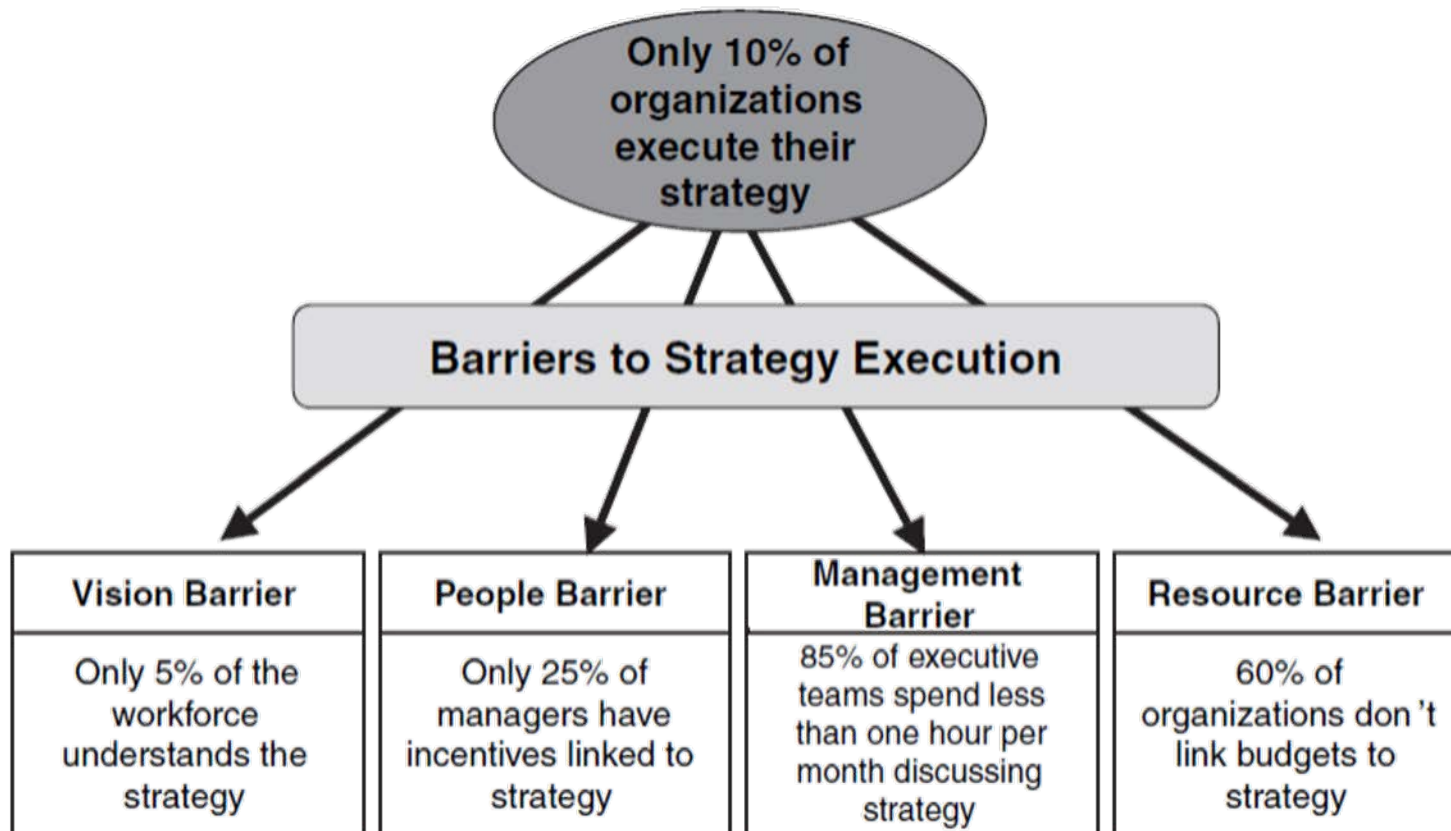 Only 10% of
organizations
execute their
strategy
Barriers to Strategy Execution
Vision Barrier
Only 5% of the
workforce
understands the
strategy
People Barrier
Only 25% of
managers have
incentives linked to
strategy
Management
Barrier
85% of executive
teams spend less
than one hour per
month discussing
strategy
Resource Barrier
60% of
organizations don't
link budgets to
strategy